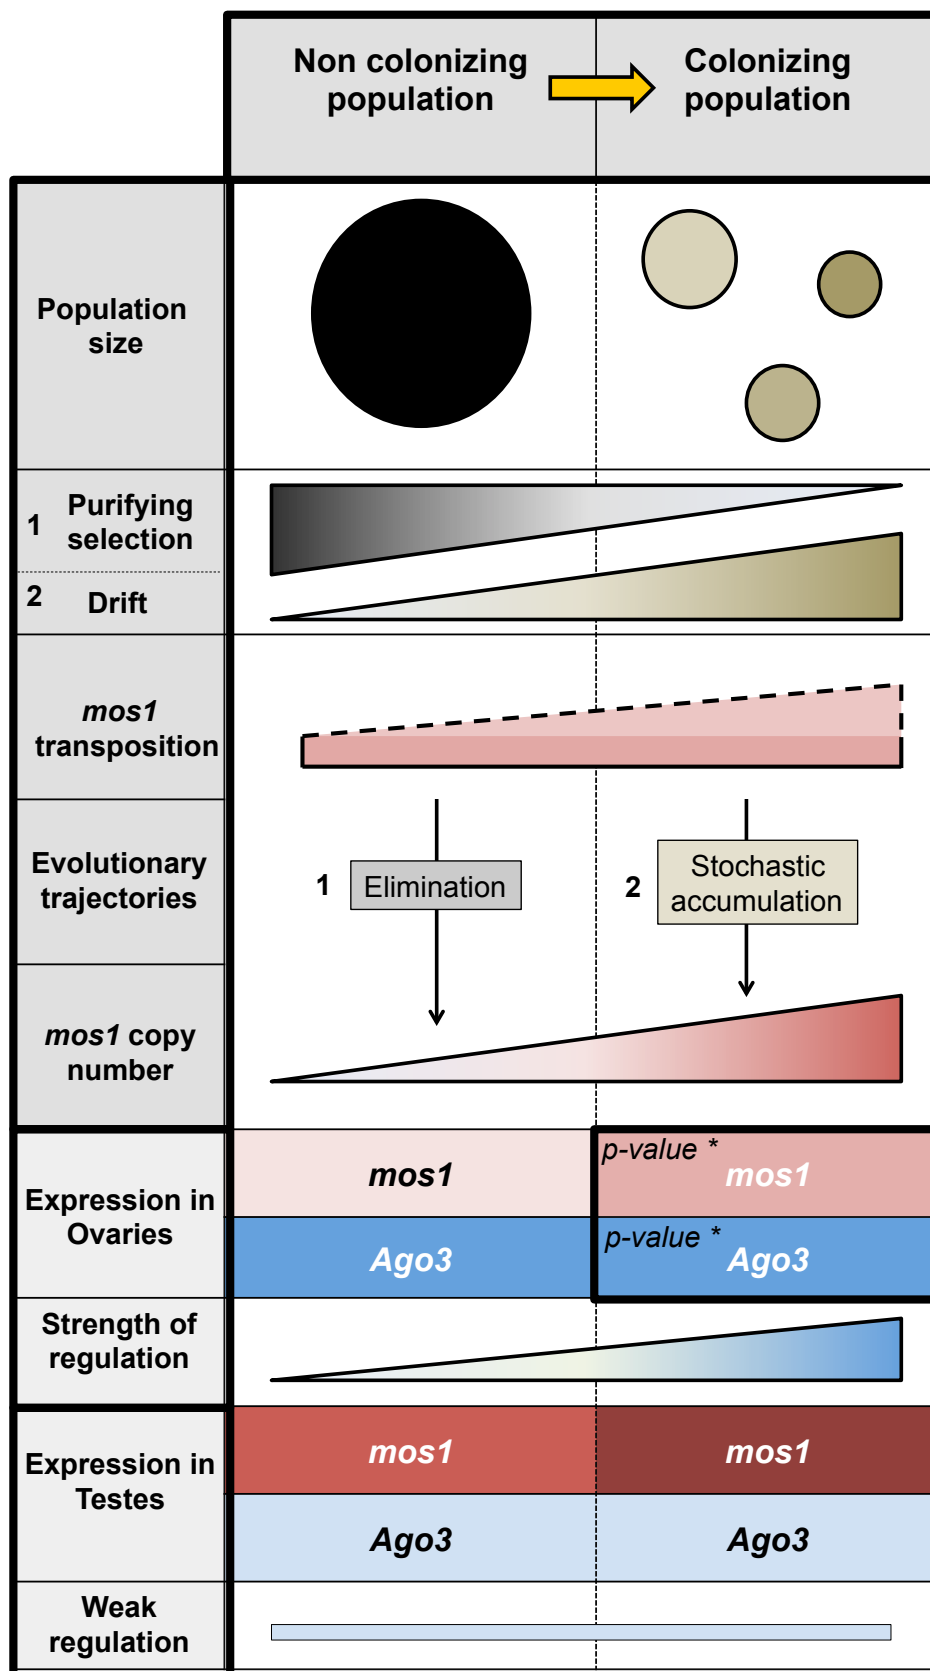 Non colonizing
population
Colonizing
population
Population
size
1 Purifying
selection
2 Drift
mos1
transposition
Evolutionary
trajectories
1 Elimination
2 Stochastic
accumulation
mos1 copy
number
Expression in
Ovaries
mos1
p-value *
mos1
Ago3
p-value *
Ago3
Strength of
regulation
Expression in
Testes
mos1
mos1
Ago3
Ago3
Weak
regulation